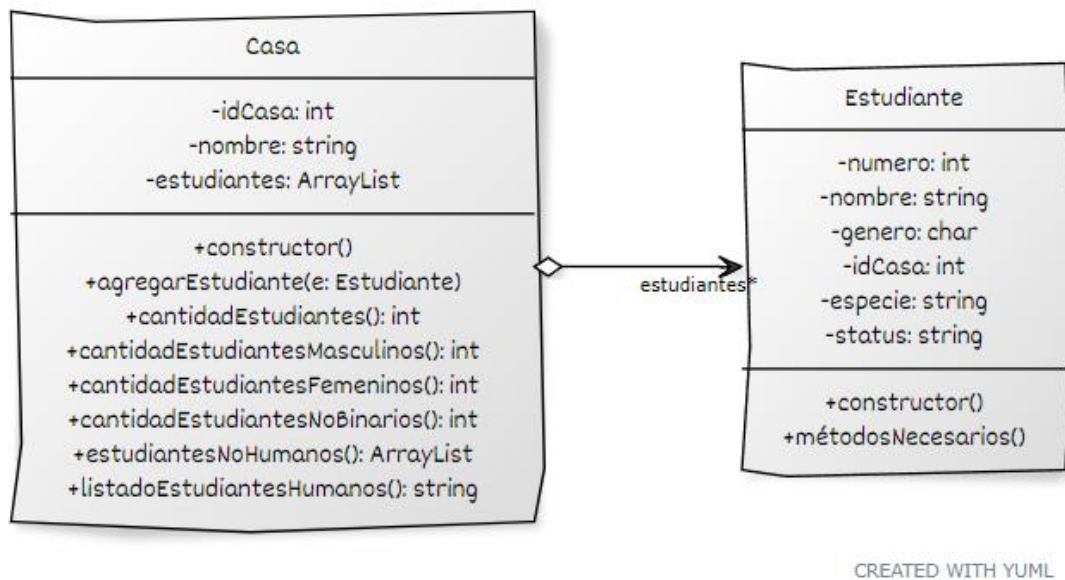 Casa
-idCasa: int
-nombre: string
-estudiantes: ArrayList
+constructor()
+agregarEstudiante(e: Estudiante)
+cantidadEstudiantes(): int
+cantidadEstudiantesMasculinos(): int
+cantidadEstudiantesFemeninos(): int
+cantidadEstudiantesNoBinarios(): int
+estudiantesNoHumanos(): ArrayList
+listadoEstudiantesHumanos(): string
estudiantes*
Estudiante
-numero: int
-nombre: string
-genero: char
-idCasa: int
-especie: string
-status: string
+constructor()
+métodosNecesarios()
CREATED WITH YUML